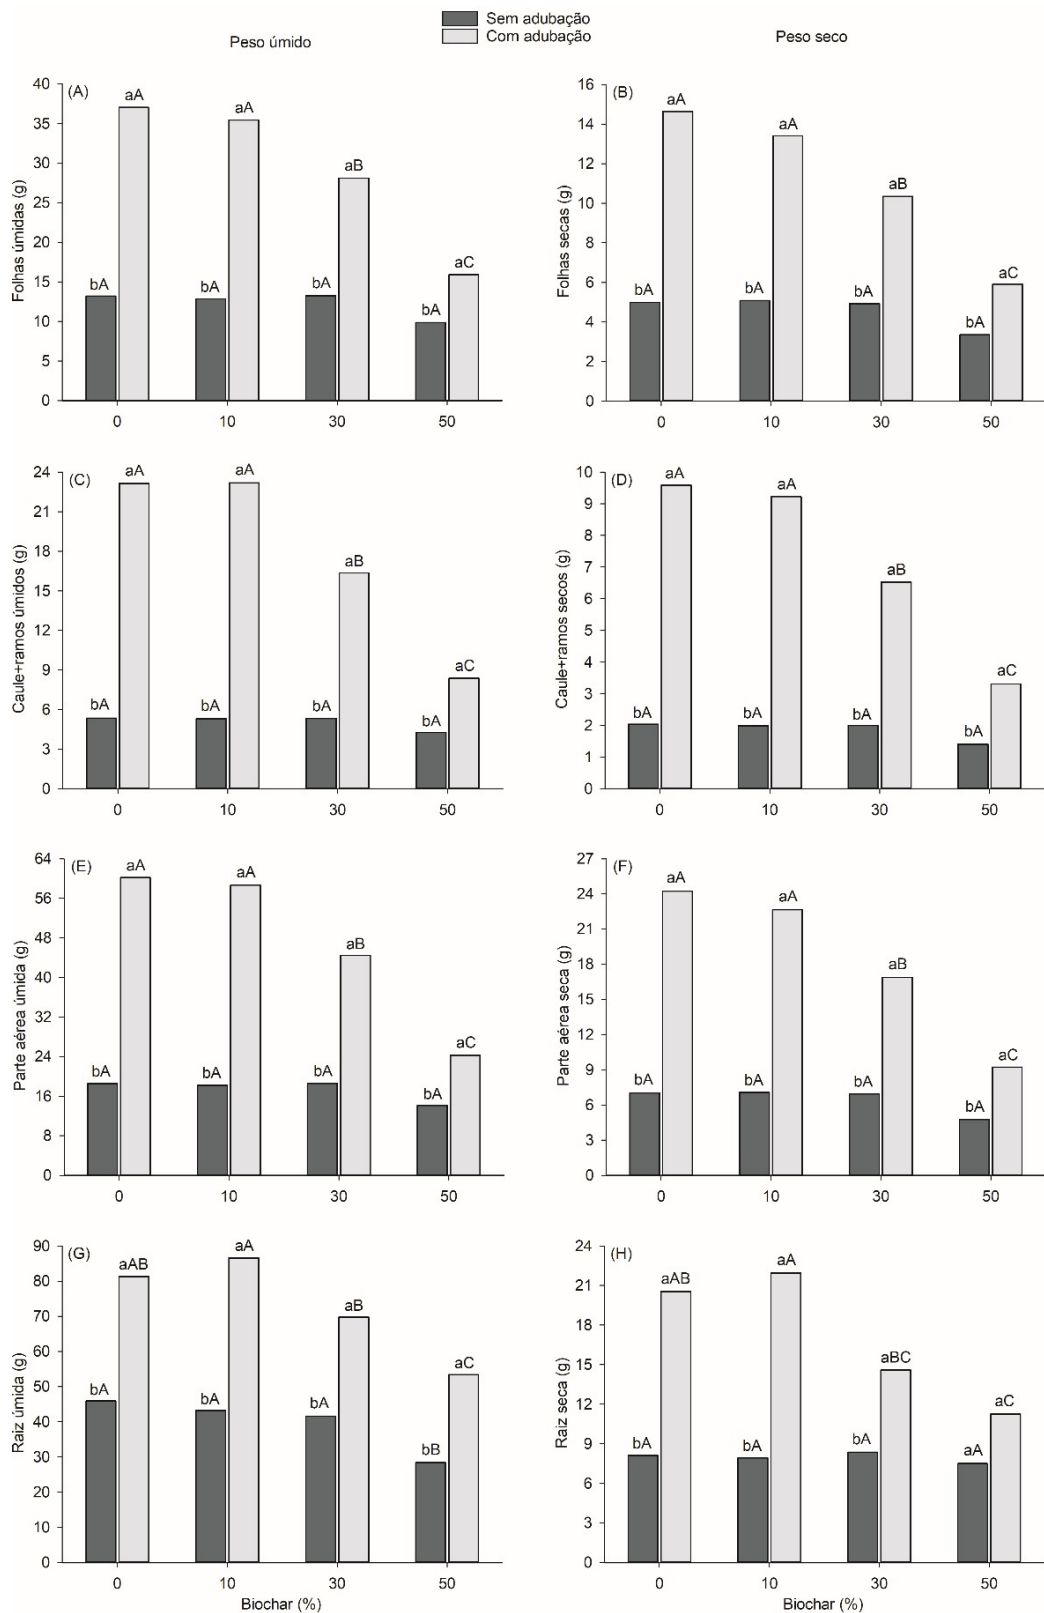 Sem adubação
Com adubação
Peso úmido
Peso seco
(A)
Folhas úmidas (g)
40
35
30
25
20
15
10
5
0
bA aA
bA aA
bA aB
bA aC
0 10 30 50
(B)
Folhas secas (g)
16
14
12
10
8
6
4
2
0
bA aA
bA aA
bA aB
bA aC
0 10 30 50
(C)
Caule+ramos úmidos (g)
24
21
18
15
12
9
6
3
0
bA aA
bA aA
bA aB
bA aC
0 10 30 50
(D)
Caule+ramos secos (g)
10
9
8
7
6
5
4
3
2
1
0
bA aA
bA aA
bA aB
bA aC
0 10 30 50
(E)
Parte aérea úmida (g)
64
56
48
40
32
24
16
8
0
bA aA
bA aA
bA aB
bA aC
0 10 30 50
(F)
Parte aérea seca (g)
27
24
21
18
15
12
9
6
3
0
bA aA
bA aA
bA aB
bA aC
0 10 30 50
(G)
Raiz úmida (g)
90
80
70
60
50
40
30
20
10
0
bA aAB
bA aA
bA aB
bB aC
0 10 30 50
Biochar (%)
(H)
Raiz seca (g)
24
21
18
15
12
9
6
3
0
bA aAB
bA aA
bA aBC
aA aC
0 10 30 50
Biochar (%)